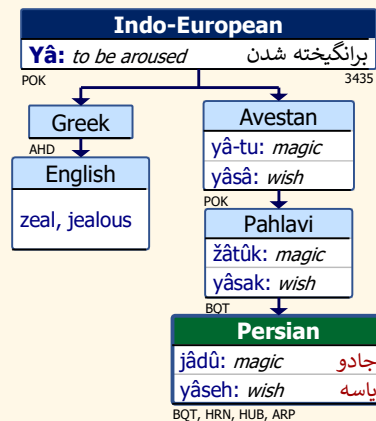 Indo-European
Yâ: to be aroused برانگیخته شدن
POK 3435
Greek
AHD
English
zeal, jealous
Avestan
yâ-tu: magic
yâsâ: wish
POK
Pahlavi
žâtûk: magic
yâsak: wish
BQT
Persian
jâdû: magic جادو
yâseh: wish یاسه
BQT, HRN, HUB, ARP